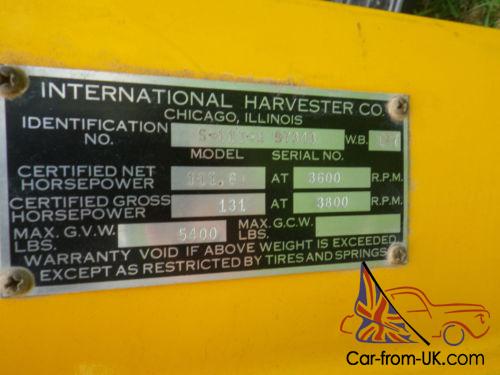 INTERNATIONAL HARVESTER CO.
CHICAGO, ILLINOIS
IDENTIFICATION NO. W.B.
MODEL SERIAL NO.
CERTIFIED NET HORSEPOWER AT 3600 R.P.M.
CERTIFIED GROSS HORSEPOWER 131 AT 3800 R.P.M.
MAX. G.V.W. LBS. 5400 MAX. G.C.W. LBS.
WARRANTY VOID IF ABOVE WEIGHT IS EXCEEDED
EXCEPT AS RESTRICTED BY TIRES AND SPRINGS
Car-from-UK.com